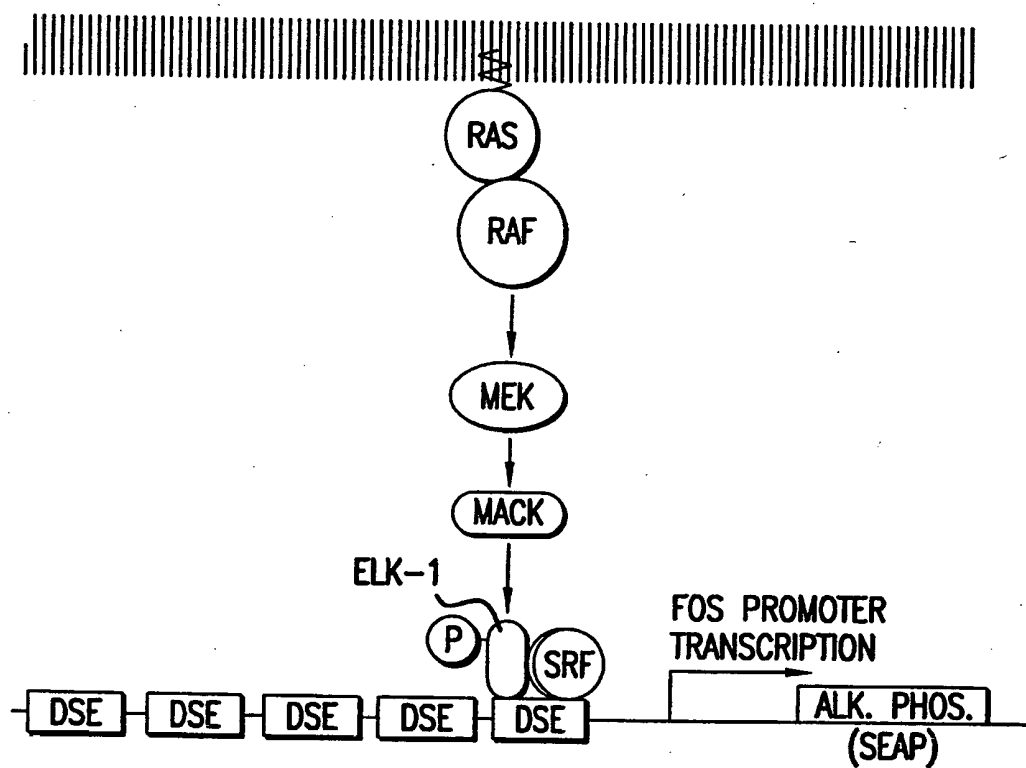 RAS
RAF
MEK
MACK
ELK-1
P
SRF
FOS PROMOTER
TRANSCRIPTION
DSE
DSE
DSE
DSE
DSE
ALK. PHOS.
(SEAP)